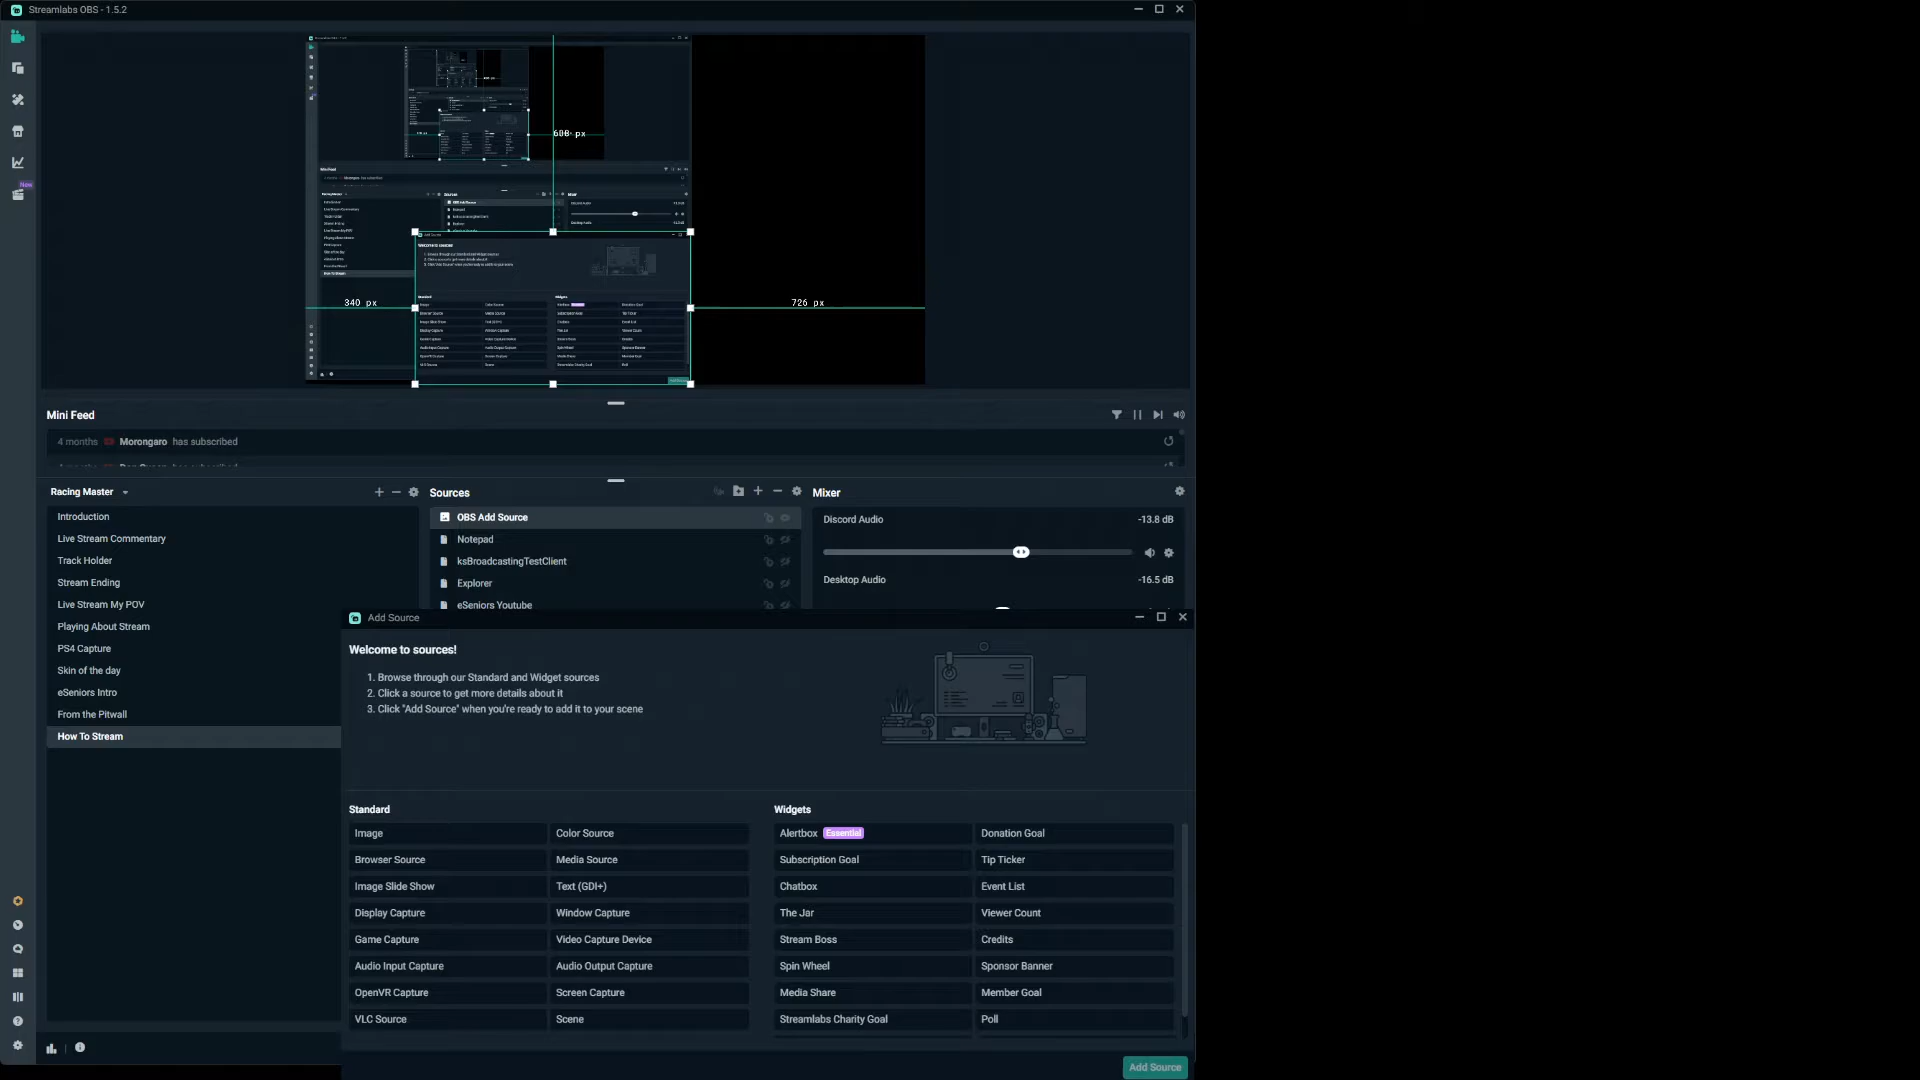 Streamlabs OBS - 1.5.2
New
608 px
340 px
726 px
Mini Feed
4 months Morongaro has subscribed
Racing Master
Introduction
Live Stream Commentary
Track Holder
Stream Ending
Live Stream My POV
Playing About Stream
PS4 Capture
Skin of the day
eSeniors Intro
From the Pitwall
How To Stream
Sources
OBS Add Source
Notepad
ksBroadcastingTestClient
Explorer
eSeniors Youtube
Mixer
Discord Audio -13.8 dB
Desktop Audio -16.5 dB
Add Source
Welcome to sources!
1. Browse through our Standard and Widget sources
2. Click a source to get more details about it
3. Click "Add Source" when you're ready to add it to your scene
Standard
Image Color Source
Browser Source Media Source
Image Slide Show Text (GDI+)
Display Capture Window Capture
Game Capture Video Capture Device
Audio Input Capture Audio Output Capture
OpenVR Capture Screen Capture
VLC Source Scene
Widgets
Alertbox Essential Donation Goal
Subscription Goal Tip Ticker
Chatbox Event List
The Jar Viewer Count
Stream Boss Credits
Spin Wheel Sponsor Banner
Media Share Member Goal
Streamlabs Charity Goal Poll
Add Source